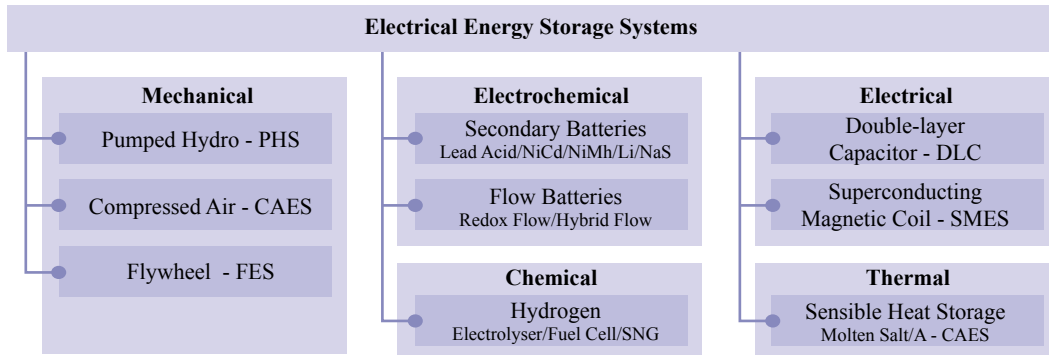 Electrical Energy Storage Systems
Mechanical
Pumped Hydro - PHS
Compressed Air - CAES
Flywheel - FES
Electrochemical
Secondary Batteries
Lead Acid/NiCd/NiMh/Li/NaS
Flow Batteries
Redox Flow/Hybrid Flow
Chemical
Hydrogen
Electrolyser/Fuel Cell/SNG
Electrical
Double-layer
Capacitor - DLC
Superconducting
Magnetic Coil - SMES
Thermal
Sensible Heat Storage
Molten Salt/A - CAES